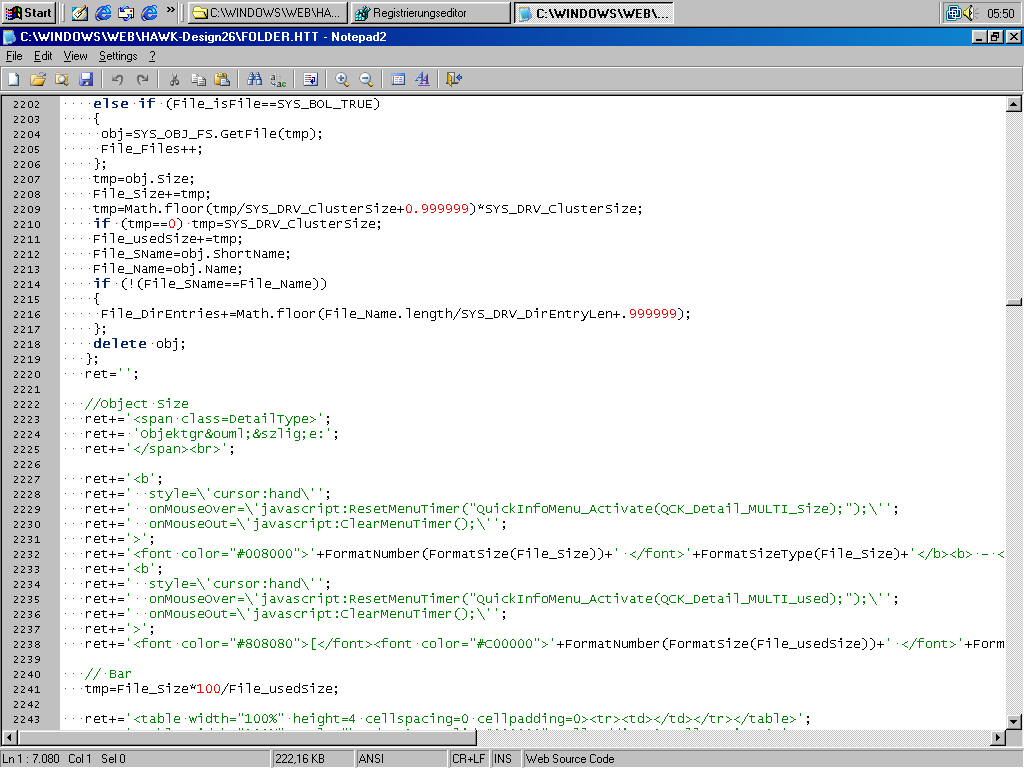 Start » C:\WINDOWS\WEB\HA... Registrierungseditor C:\WINDOWS\WEB\... 05:50
C:\WINDOWS\WEB\HAWK-Design26\FOLDER.HTT - Notepad2
File Edit View Settings ?
2202 ····else·if·(File_isFile==SYS_BOL_TRUE)
2203 ····{
2204 ·····obj=SYS_OBJ_FS.GetFile(tmp);
2205 ·····File_Files++;
2206 ····};
2207 ····tmp=obj.Size;
2208 ····File_Size+=tmp;
2209 ····tmp=Math.floor(tmp/SYS_DRV_ClusterSize+0.999999)*SYS_DRV_ClusterSize;
2210 ····if·(tmp==0)·tmp=SYS_DRV_ClusterSize;
2211 ····File_usedSize+=tmp;
2212 ····File_SName=obj.ShortName;
2213 ····File_Name=obj.Name;
2214 ····if·(!(File_SName==File_Name))
2215 ····{
2216 ·····File_DirEntries+=Math.floor(File_Name.length/SYS_DRV_DirEntryLen+.999999);
2217 ····};
2218 ····delete·obj;
2219 ···};
2220 ···ret='';
2221
2222 ···//Object·Size
2223 ···ret+='<span·class=DetailType>';
2224 ···ret+=·'Objektgr&ouml;&szlig;e:';
2225 ···ret+='</span><br>';
2226
2227 ···ret+='<b';
2228 ···ret+='··style=\'cursor:hand\'';
2229 ···ret+='··onMouseOver=\'javascript:ResetMenuTimer("QuickInfoMenu_Activate(QCK_Detail_MULTI_Size);");\'';
2230 ···ret+='··onMouseOut=\'javascript:ClearMenuTimer();\'';
2231 ···ret+='>';
2232 ···ret+='<font·color="#008000">'+FormatNumber(FormatSize(File_Size))+'·</font>'+FormatSizeType(File_Size)+'</b><b>·-·<
2233 ···ret+='<b';
2234 ···ret+='··style=\'cursor:hand\'';
2235 ···ret+='··onMouseOver=\'javascript:ResetMenuTimer("QuickInfoMenu_Activate(QCK_Detail_MULTI_used);");\'';
2236 ···ret+='··onMouseOut=\'javascript:ClearMenuTimer();\'';
2237 ···ret+='>';
2238 ···ret+='<font·color="#808080">[</font><font·color="#C00000">'+FormatNumber(FormatSize(File_usedSize))+'·</font>'+Form
2239
2240 ···//·Bar
2241 ···tmp=File_Size*100/File_usedSize;
2242
2243 ···ret+='<table·width="100%"·height=4·cellspacing=0·cellpadding=0><tr><td></td></tr></table>';
Ln 1 : 7.080 Col 1 Sel 0 222,16 KB ANSI CR+LF INS Web Source Code